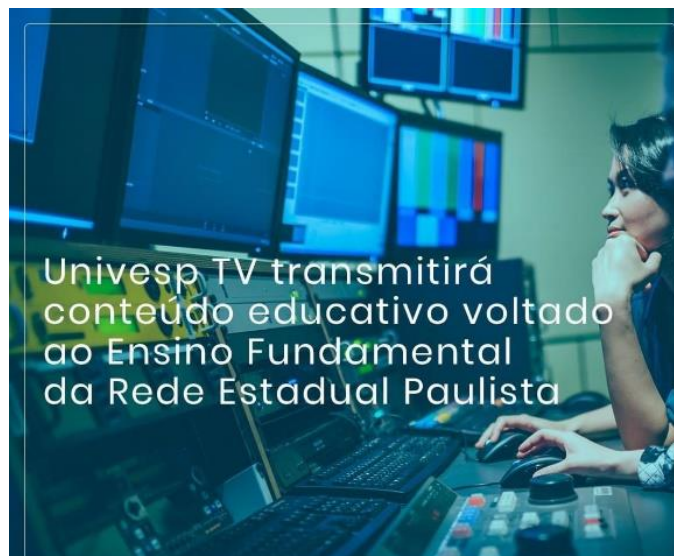 Univesp TV transmitirá
conteúdo educativo voltado
ao Ensino Fundamental
da Rede Estadual Paulista